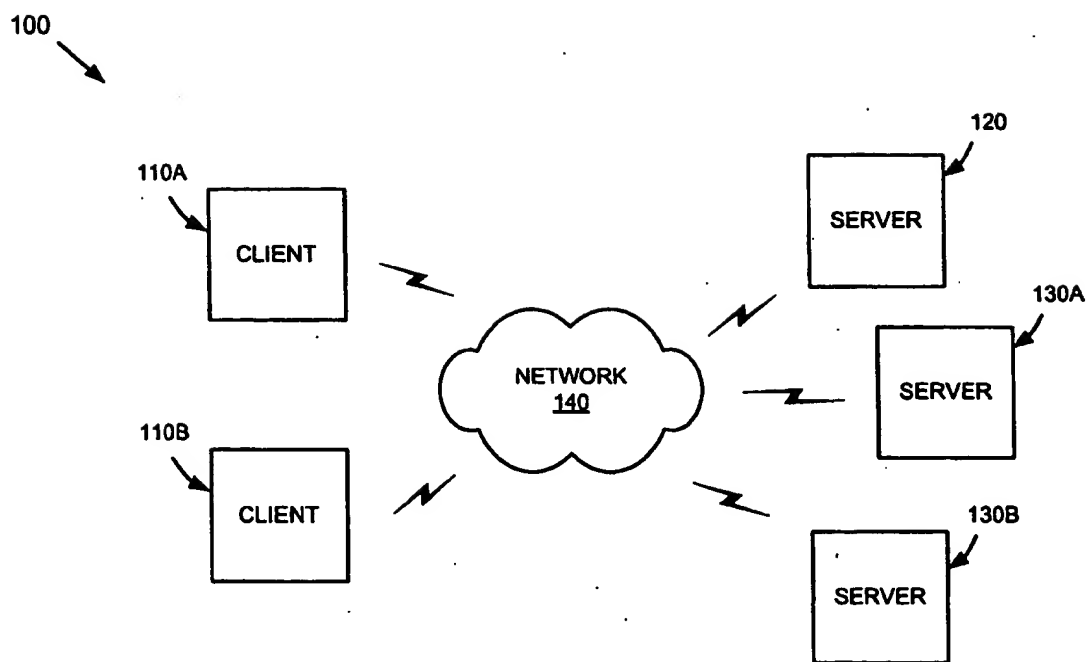 100
110A
CLIENT
120
SERVER
130A
SERVER
NETWORK
140
110B
CLIENT
130B
SERVER